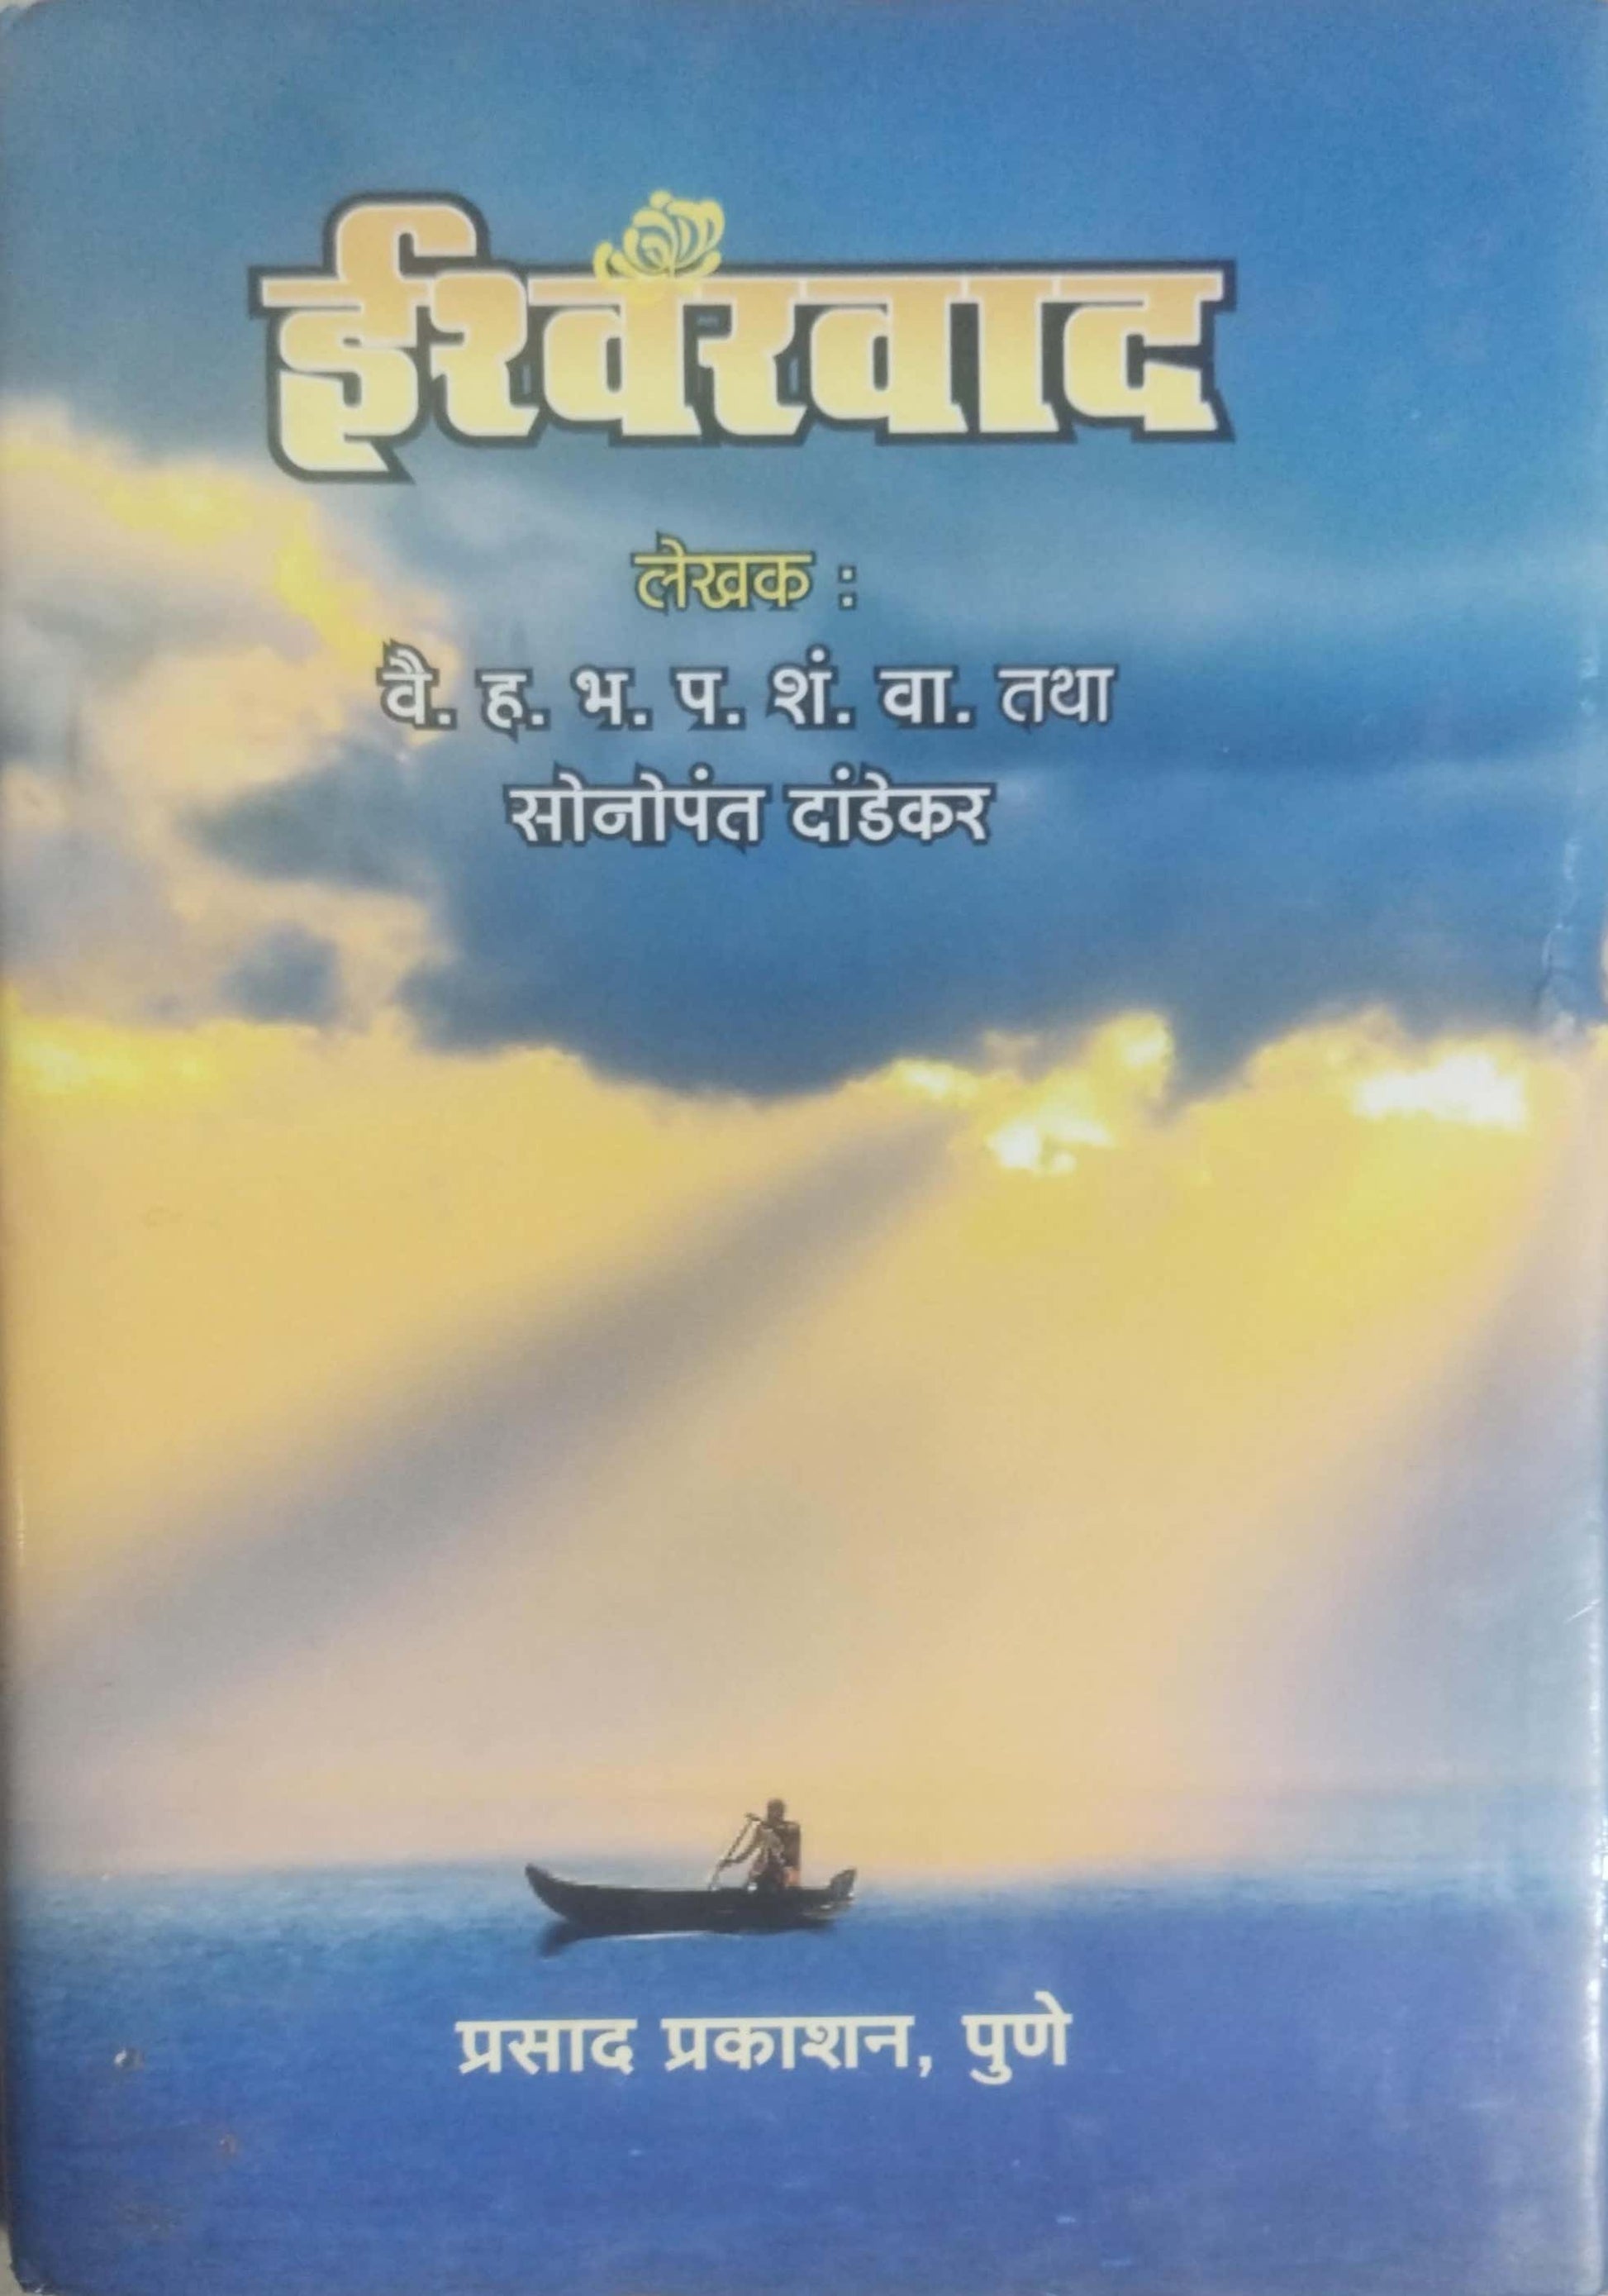 ईश्वरवाद
लेखक :
वै. ह. भ. प. शं. वा. तथा
सोनोपंत दांडेकर
प्रसाद प्रकाशन, पुणे